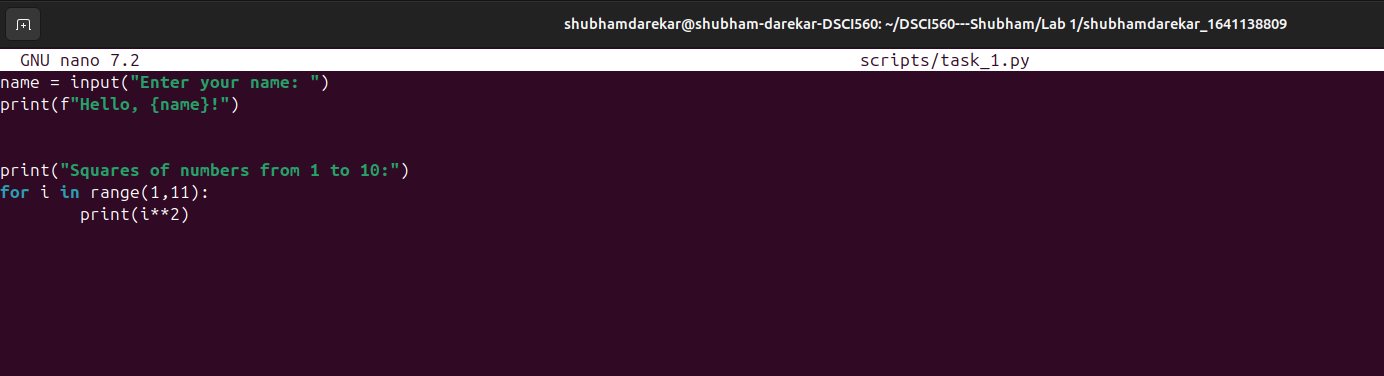 shubhamdarekar@shubham-darekar-DSCI560: ~/DSCI560---Shubham/Lab 1/shubhamdarekar_1641138809
GNU nano 7.2 scripts/task_1.py
name = input("Enter your name: ")
print(f"Hello, {name}!")
print("Squares of numbers from 1 to 10:")
for i in range(1,11):
        print(i**2)